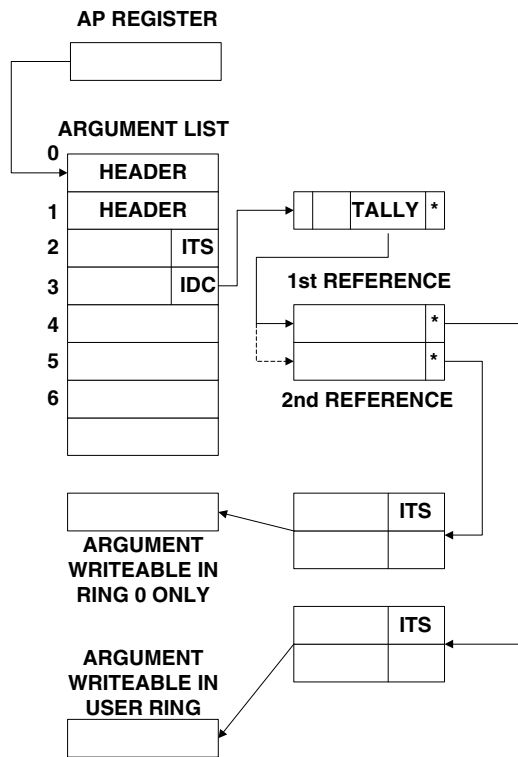 AP REGISTER
ARGUMENT LIST
0
HEADER
1
HEADER
TALLY *
2
ITS
3
IDC
1st REFERENCE
4
*
5
*
6
2nd REFERENCE
ITS
ARGUMENT
WRITEABLE IN
RING 0 ONLY
ITS
ARGUMENT
WRITEABLE IN
USER RING